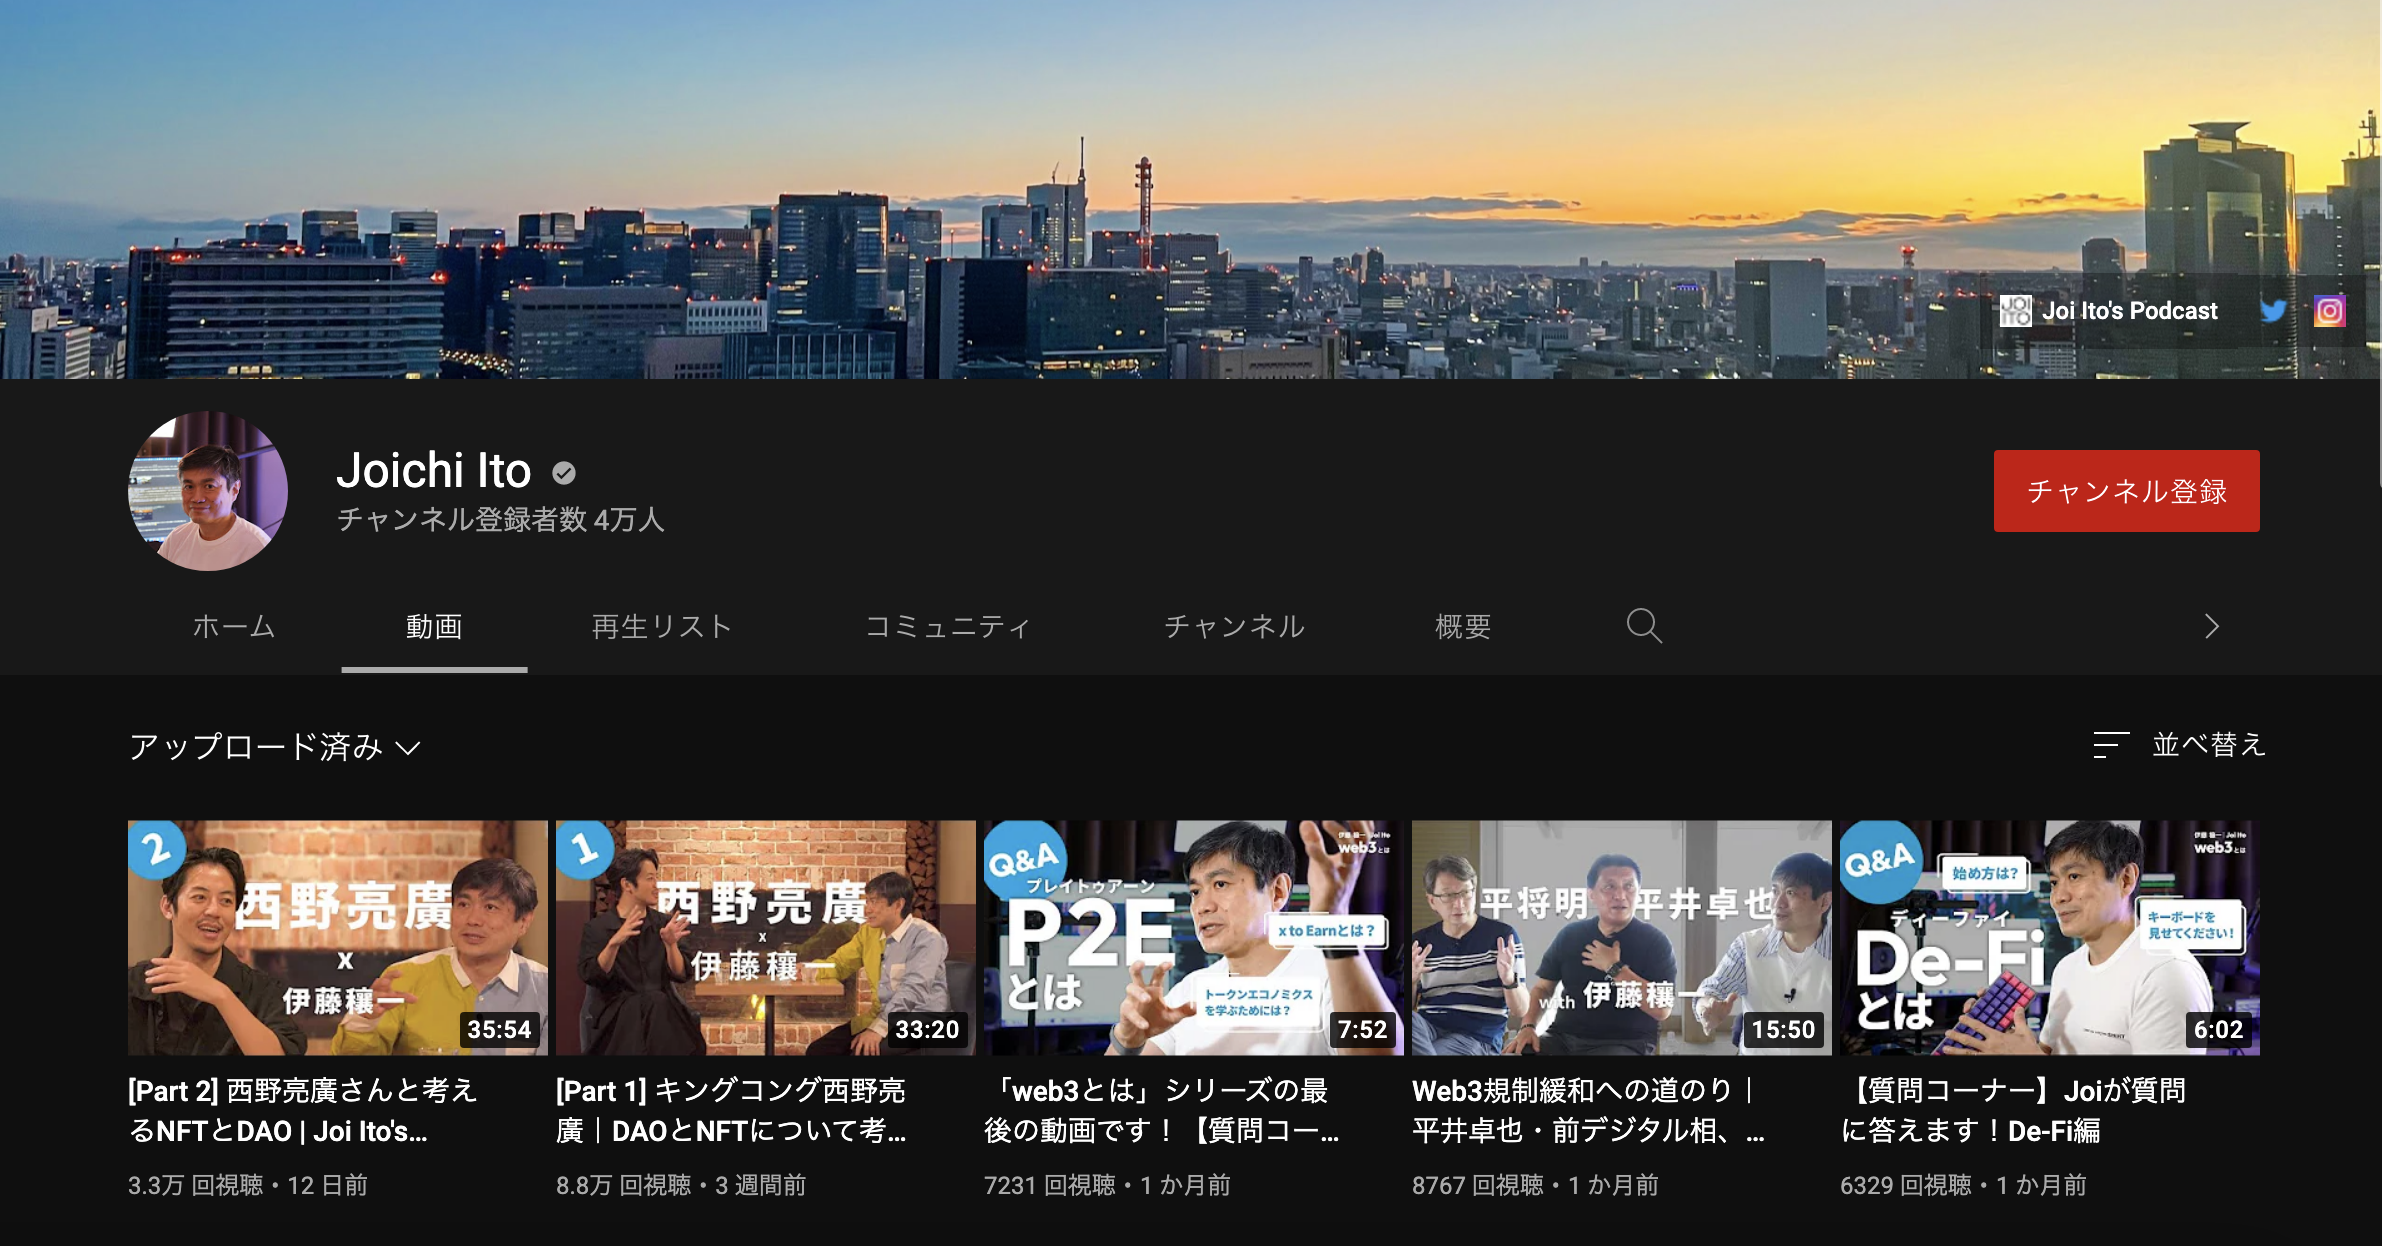 JOI
ITO
Joi Ito's Podcast
Joichi Ito
チャンネル登録者数 4万人
チャンネル登録
ホーム
動画
再生リスト
コミュニティ
チャンネル
概要
アップロード済み
並べ替え
2
西野亮廣
x
伊藤穰一
35:54
[Part 2] 西野亮廣さんと考え
るNFTとDAO | Joi Ito's...
3.3万 回視聴・12 日前
1
西野亮廣
x
伊藤穰一
33:20
[Part 1] キングコング西野亮
廣｜DAOとNFTについて考...
8.8万 回視聴・3 週間前
Q&A
伊藤 穰一 Joi Ito
web3とは
プレイトゥアーン
P2E
とは
x to Earnとは？
トークンエコノミクス
を学ぶためには？
7:52
「web3とは」シリーズの最
後の動画です！【質問コー...
7231 回視聴・1 か月前
平将明
平井卓也
with 伊藤穰一
15:50
Web3規制緩和への道のり｜
平井卓也・前デジタル相、...
8767 回視聴・1 か月前
Q&A
伊藤 穰一 Joi Ito
web3とは
始め方は？
ディーファイ
De-Fi
とは
キーボードを
見せてください！
6:02
【質問コーナー】Joiが質問
に答えます！De-Fi編
6329 回視聴・1 か月前